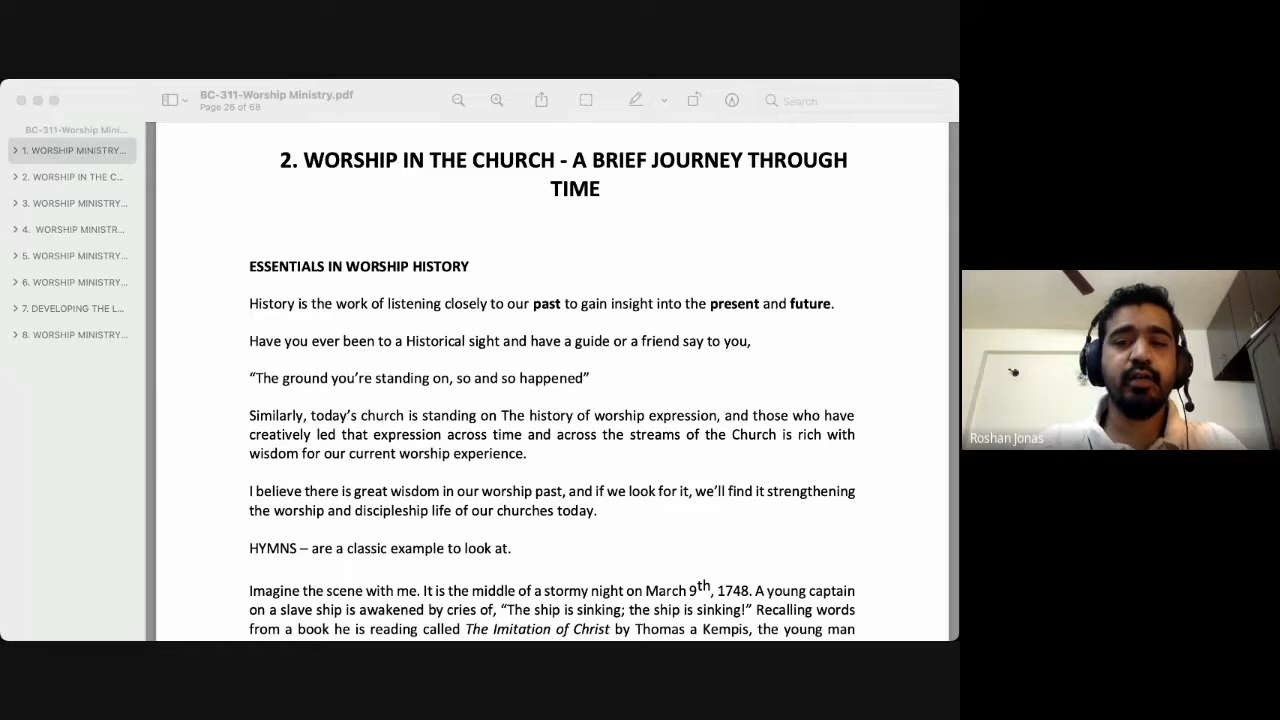 BC-311-Worship Ministry.pdf
Page 26 of 68
Search
BC-311-Worship Mini...
1. WORSHIP MINISTRY...
2. WORSHIP IN THE C...
3. WORSHIP MINISTRY...
4. WORSHIP MINISTR...
5. WORSHIP MINISTRY...
6. WORSHIP MINISTRY...
7. DEVELOPING THE L...
8. WORSHIP MINISTRY...
2. WORSHIP IN THE CHURCH - A BRIEF JOURNEY THROUGH
TIME
ESSENTIALS IN WORSHIP HISTORY
History is the work of listening closely to our past to gain insight into the present and future.
Have you ever been to a Historical sight and have a guide or a friend say to you,
“The ground you’re standing on, so and so happened”
Similarly, today’s church is standing on The history of worship expression, and those who have
creatively led that expression across time and across the streams of the Church is rich with
wisdom for our current worship experience.
I believe there is great wisdom in our worship past, and if we look for it, we’ll find it strengthening
the worship and discipleship life of our churches today.
HYMNS – are a classic example to look at.
Imagine the scene with me. It is the middle of a stormy night on March 9th, 1748. A young captain
on a slave ship is awakened by cries of, “The ship is sinking; the ship is sinking!” Recalling words
from a book he is reading called The Imitation of Christ by Thomas a Kempis, the young man
Roshan Jonas